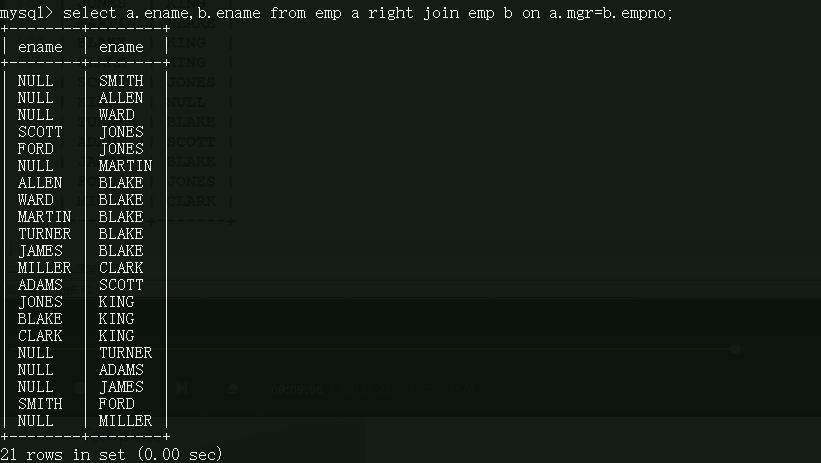 mysql> select a.ename,b.ename from emp a right join emp b on a.mgr=b.empno;
+--------+--------+
| ename | ename |
+--------+--------+
| NULL | SMITH |
| NULL | ALLEN |
| NULL | WARD |
| SCOTT | JONES |
| FORD | JONES |
| NULL | MARTIN |
| ALLEN | BLAKE |
| WARD | BLAKE |
| MARTIN | BLAKE |
| TURNER | BLAKE |
| JAMES | BLAKE |
| MILLER | CLARK |
| ADAMS | SCOTT |
| JONES | KING |
| BLAKE | KING |
| CLARK | KING |
| NULL | TURNER |
| NULL | ADAMS |
| NULL | JAMES |
| SMITH | FORD |
| NULL | MILLER |
+--------+--------+
21 rows in set (0.00 sec)